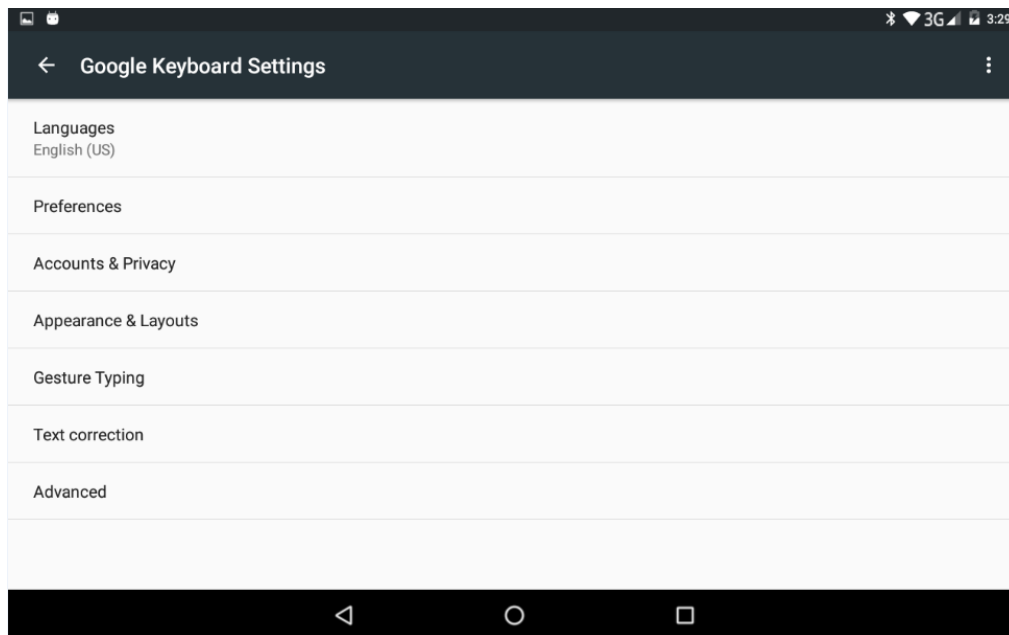 3G 3:29
Google Keyboard Settings
Languages
English (US)
Preferences
Accounts & Privacy
Appearance & Layouts
Gesture Typing
Text correction
Advanced